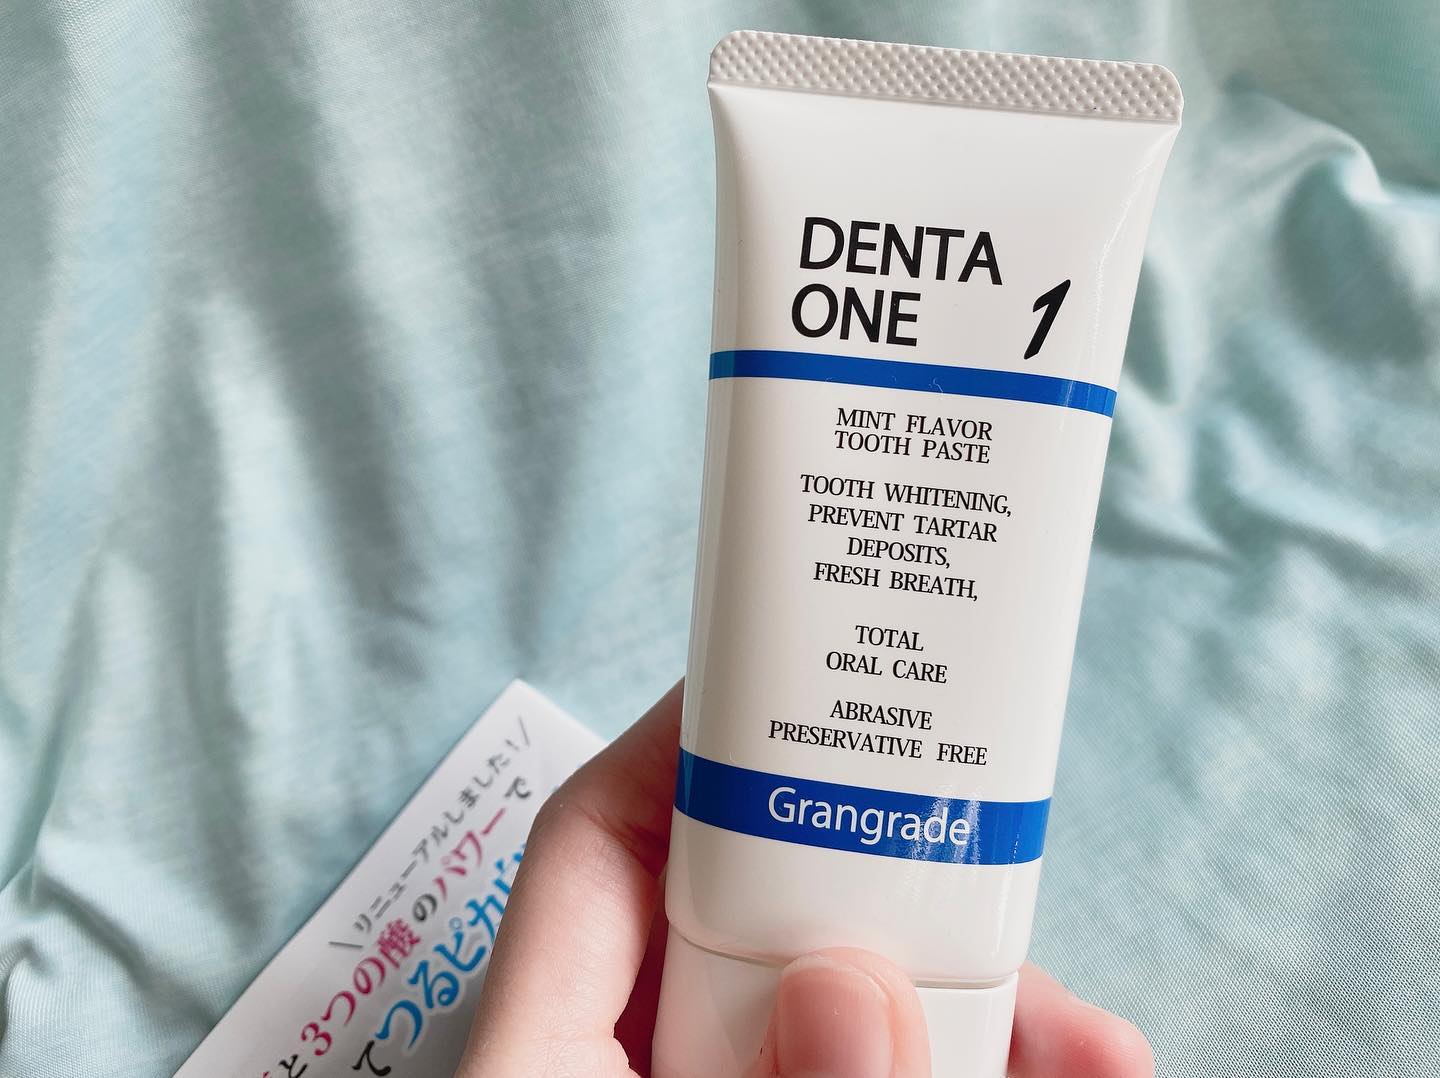 DENTA
ONE 1
MINT FLAVOR
TOOTH PASTE
TOOTH WHITENING,
PREVENT TARTAR
DEPOSITS,
FRESH BREATH,
TOTAL
ORAL CARE
ABRASIVE
PRESERVATIVE FREE
Grangrade
\リニューアルしました!/
と3つの酸のパワーで
てつるピカ